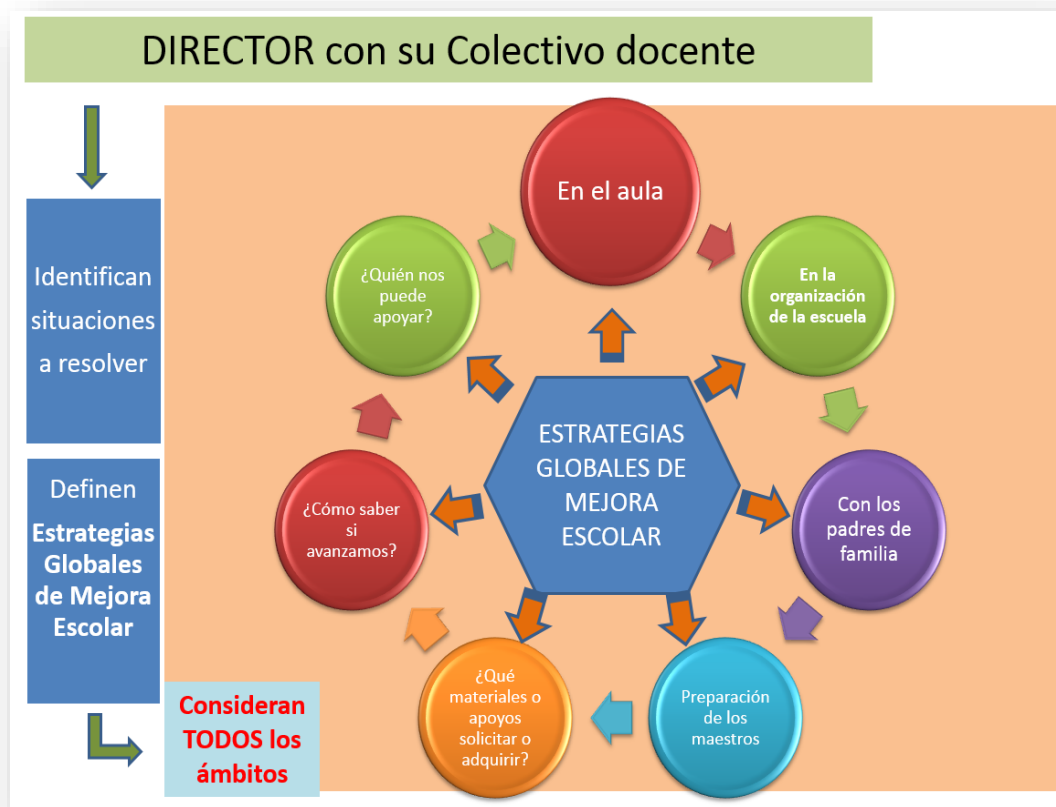 DIRECTOR con su Colectivo docente
Identifican
situaciones
a resolver
Definen
Estrategias
Globales
de Mejora
Escolar
Consideran
TODOS los
ámbitos
ESTRATEGIAS
GLOBALES DE
MEJORA
ESCOLAR
En el aula
En la
organización
de la escuela
Con los
padres de
familia
Preparación
de los
maestros
¿Qué
materiales o
apoyos
solicitar o
adquirir?
¿Cómo saber
si
avanzamos?
¿Quién nos
puede
apoyar?